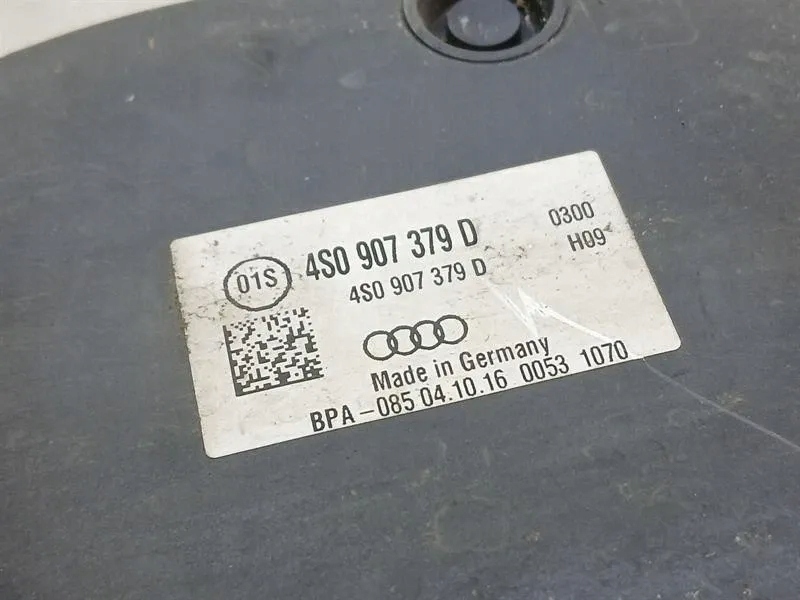 01S
4S0 907 379 D
0300
4S0 907 379 D
H09
Made in Germany
BPA-085 04.10.16 0053 1070